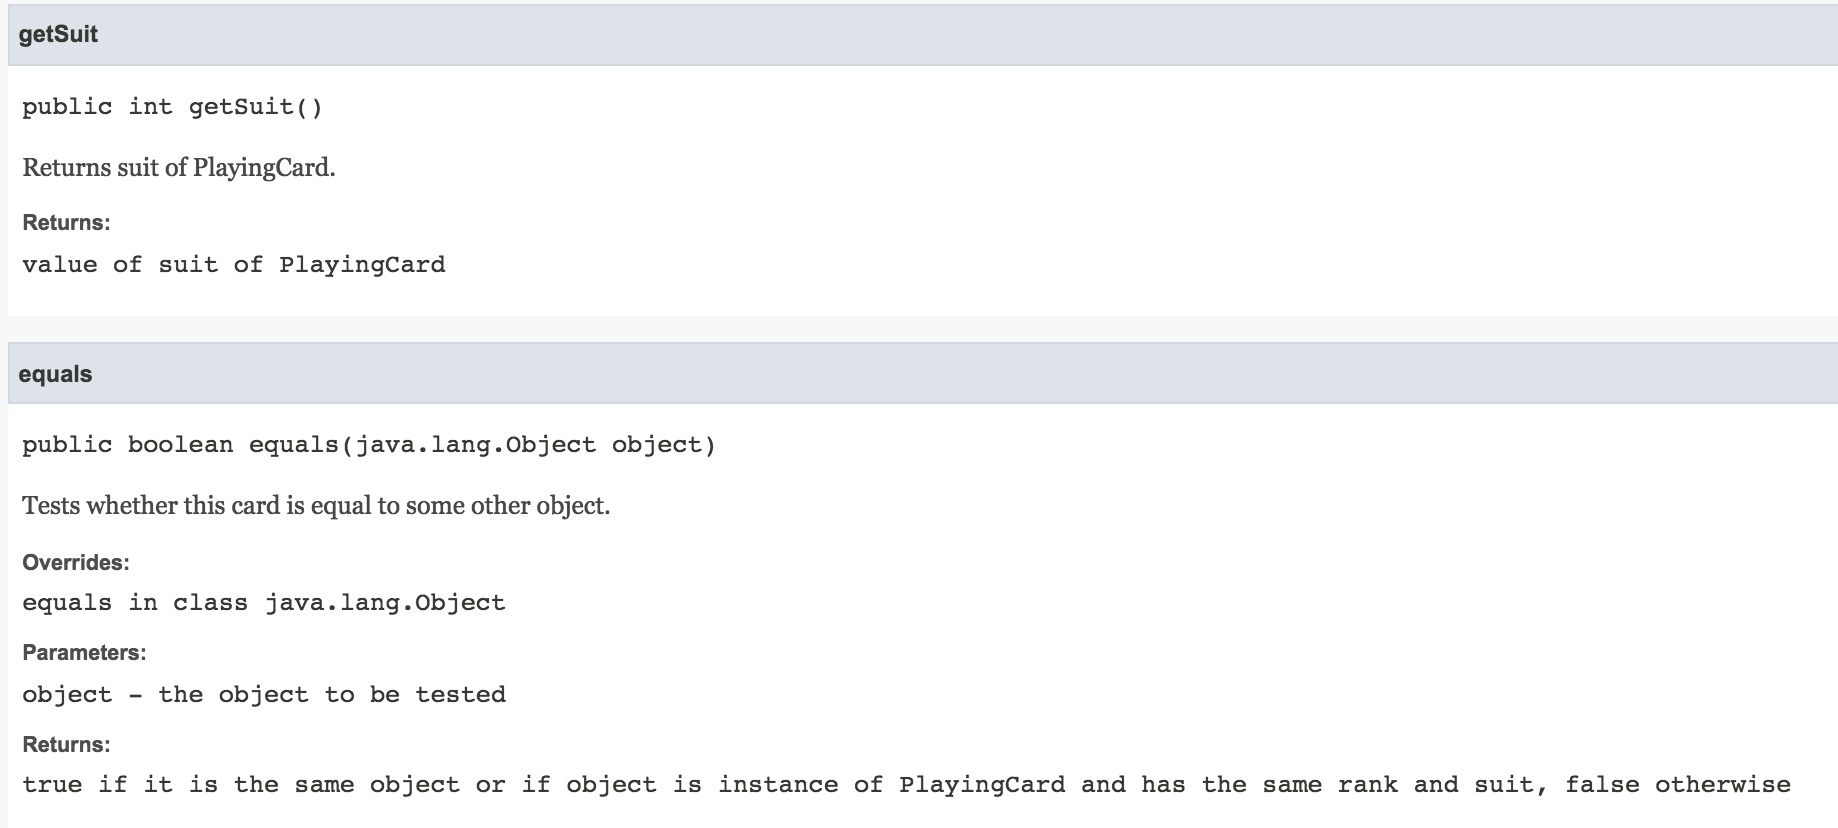 getSuit
public int getSuit()
Returns suit of PlayingCard.
Returns:
value of suit of PlayingCard
equals
public boolean equals(java.lang.Object object)
Tests whether this card is equal to some other object.
Overrides:
equals in class java.lang.Object
Parameters:
object – the object to be tested
Returns:
true if it is the same object or if object is instance of PlayingCard and has the same rank and suit, false otherwise